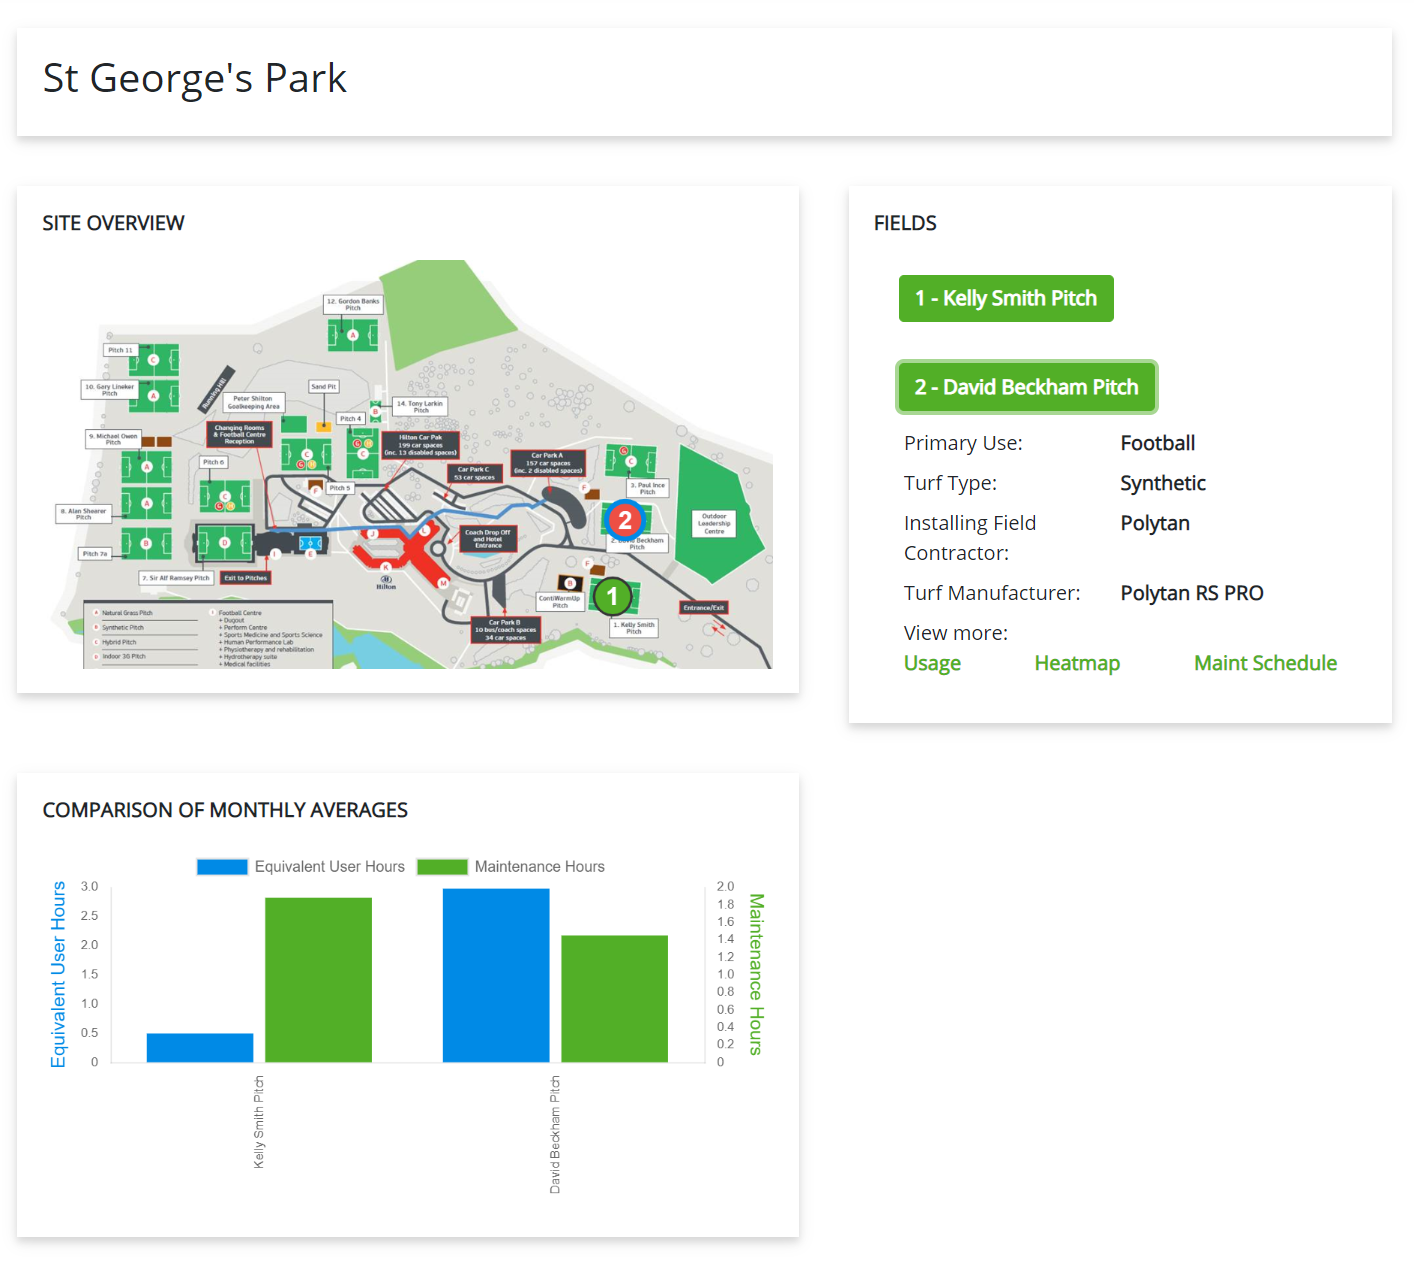 St George's Park
SITE OVERVIEW
12. Gordon Banks
Pitch
A
Pitch 11
C
10. Gary Lineker
Pitch
A
Running Hill
Peter Shilton
Goalkeeping Area
Sand Pit
B
14. Tony Larkin
Pitch
Pitch 4
Changing Rooms
& Football Centre
Reception
Hilton Car Park
199 car spaces
(inc. 13 disabled spaces)
9. Michael Owen
Pitch
A
C
G H
G H
C
Car Park A
167 car spaces
(inc. 2 disabled spaces)
G
C
Pitch 6
Car Park C
53 car spaces
3. Paul Ince
Pitch
Pitch 5
F
F
C
G H
8. Alan Shearer
Pitch
A
2
2. David Beckham
Pitch
Outdoor
Leadership
Centre
Coach Drop Off
and Hotel
Entrance
J
L
Pitch 7a
B
D
I
E
K
M
Hilton
7. Sir Alf Ramsey Pitch
Exit to Pitches
F
B
ContiWarmUp
Pitch
1
1. Kelly Smith
Pitch
Entrance/Exit
Car Park B
10 bus/coach spaces
34 car spaces
A Natural Grass Pitch
B Synthetic Pitch
C Hybrid Pitch
D Indoor 3G Pitch
I Football Centre
+ Dugout
+ Perform Centre
+ Sports Medicine and Sports Science
+ Human Performance Lab
+ Physiotherapy and rehabilitation
+ Hydrotherapy suite
+ Medical facilities
FIELDS
1 - Kelly Smith Pitch
2 - David Beckham Pitch
Primary Use: Football
Turf Type: Synthetic
Installing Field Polytan
Contractor:
Turf Manufacturer: Polytan RS PRO
View more:
Usage Heatmap Maint Schedule
COMPARISON OF MONTHLY AVERAGES
Equivalent User Hours Maintenance Hours
Equivalent User Hours
3.0
2.5
2.0
1.5
1.0
0.5
0
2.0
1.8
1.6
1.4
1.2
1.0
0.8
0.6
0.4
0.2
0
Maintenance Hours
Kelly Smith Pitch
David Beckham Pitch